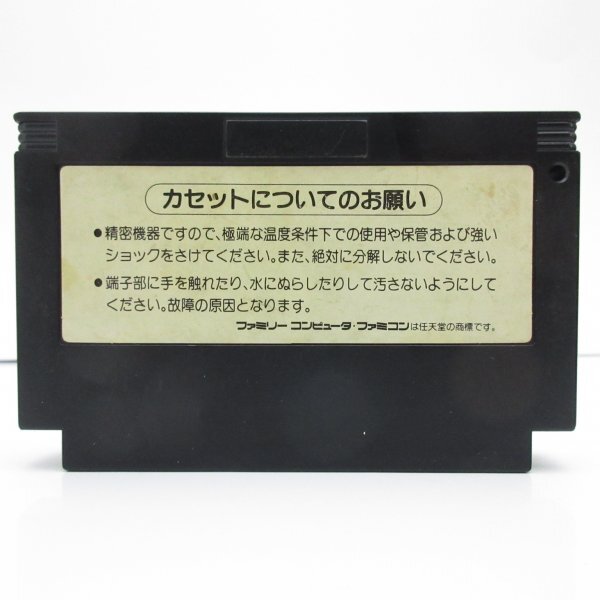 カセットについてのお願い
●精密機器ですので、極端な温度条件下での使用や保管および強い
ショックをさけてください。また、絶対に分解しないでください。
●端子部に手を触れたり、水にぬらしたりして汚さないようにして
ください。故障の原因となります。
ファミリー コンピュータ・ファミコンは任天堂の商標です。